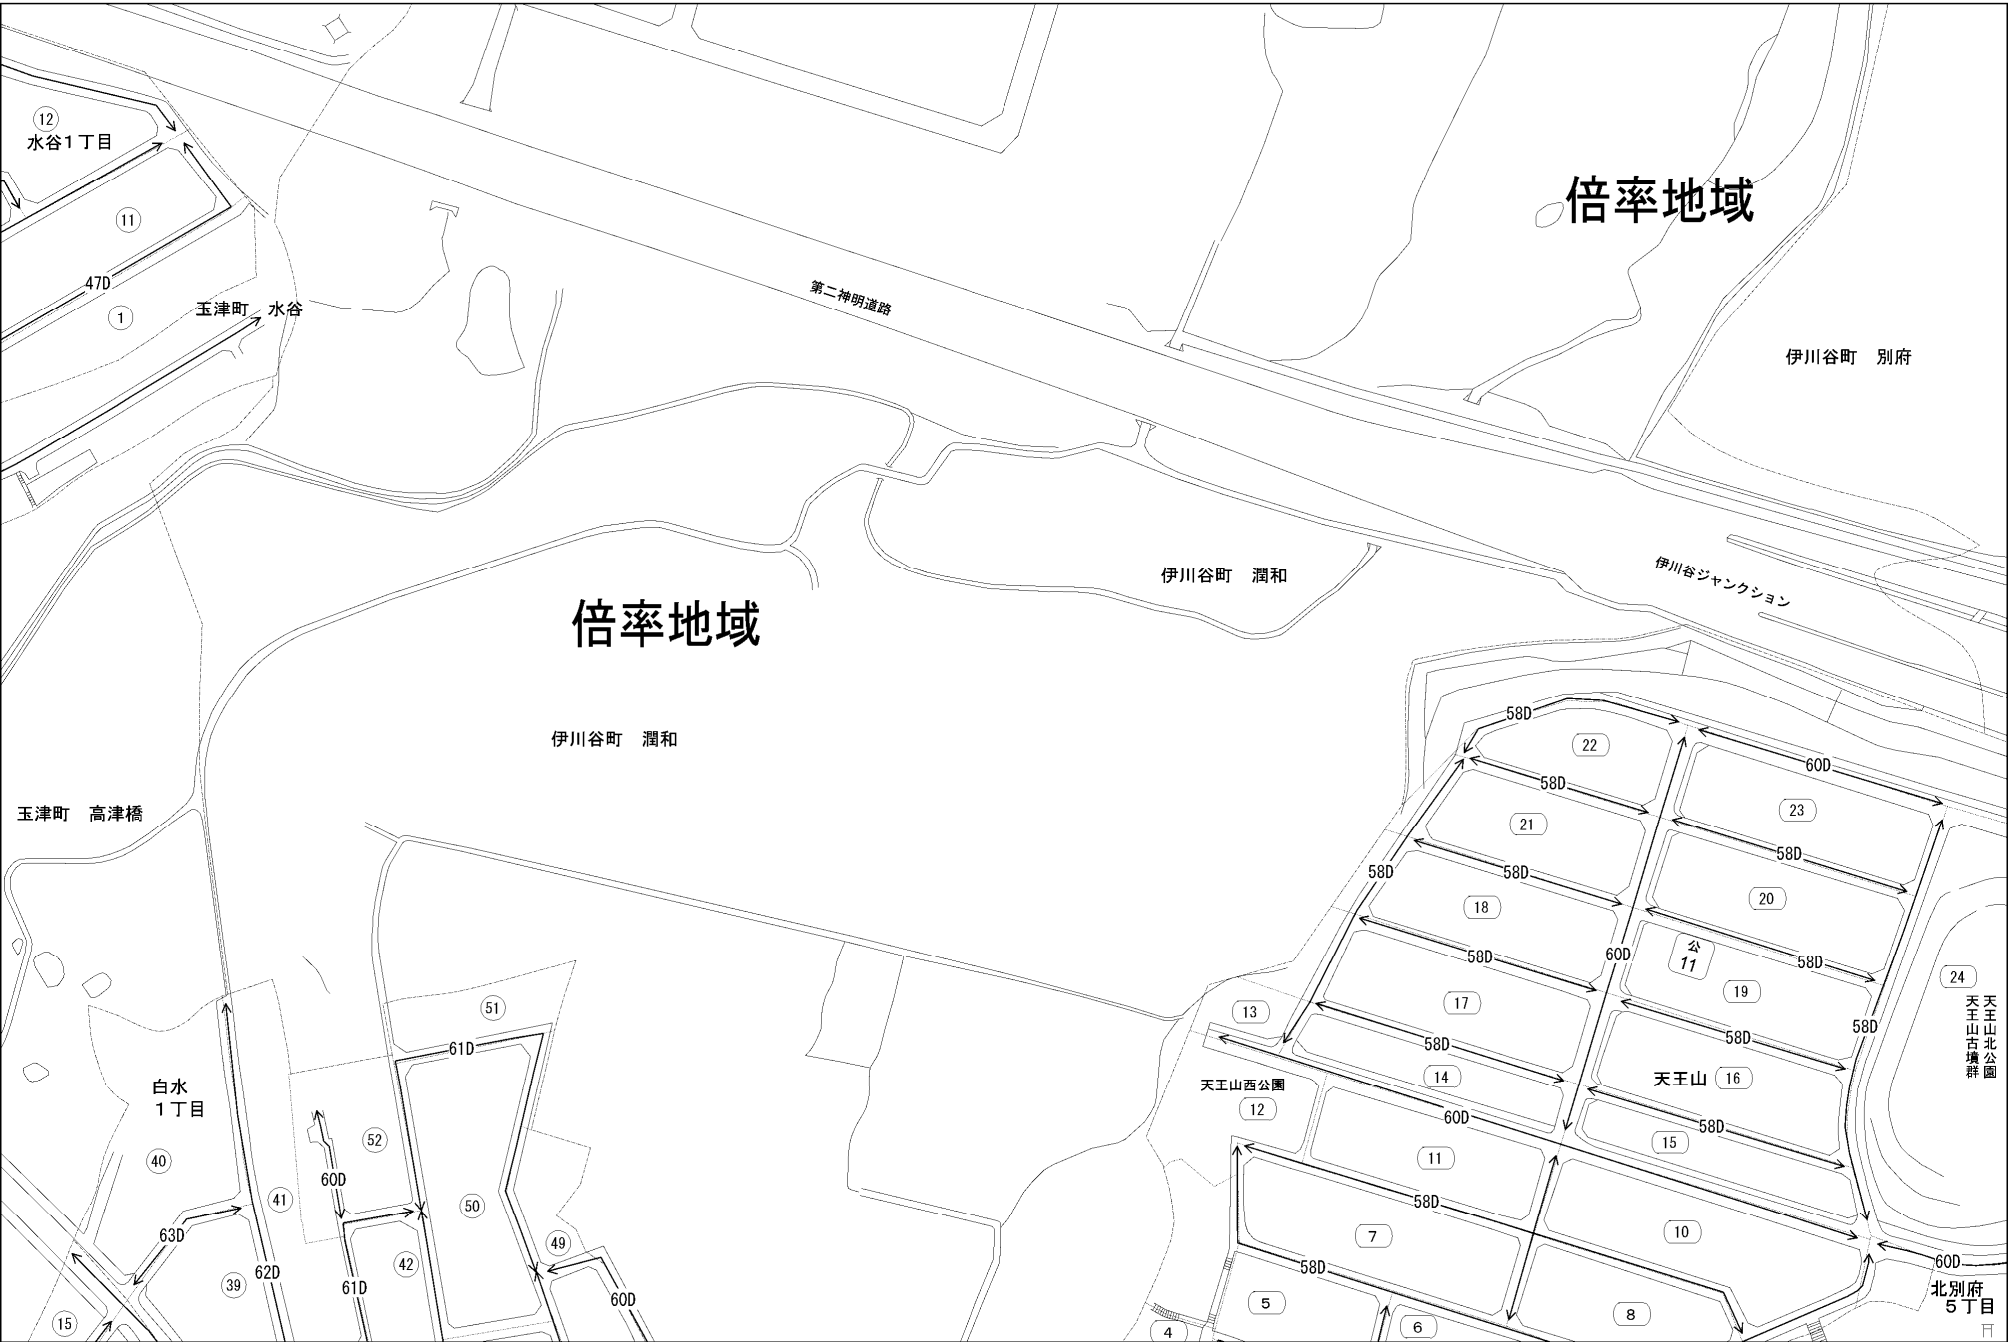 12
水谷1丁目
11
47D
1
玉津町　水谷
第二神明道路
倍率地域
伊川谷町　別府
伊川谷町　潤和
伊川谷ジャンクション
倍率地域
伊川谷町　潤和
玉津町　高津橋
58D
22
60D
58D
23
21
58D
58D
58D
20
18
60D
58D
公
11
58D
24
天王山北公園
天王山古墳群
19
17
13
58D
58D
58D
14
天王山
16
天王山西公園
12
60D
58D
15
11
58D
7
10
58D
60D
北別府
5丁目
5
8
6
4
51
61D
白水
1丁目
52
40
60D
41
50
63D
49
42
62D
39
61D
60D
15